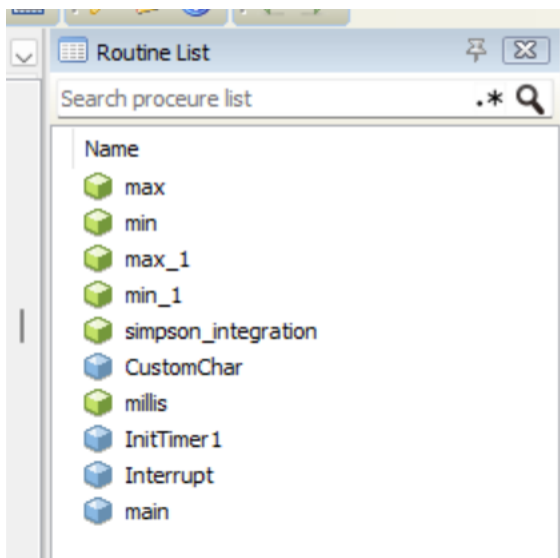 Routine List
Search proceure list .*
Name
max
min
max_1
min_1
simpson_integration
CustomChar
millis
InitTimer1
Interrupt
main